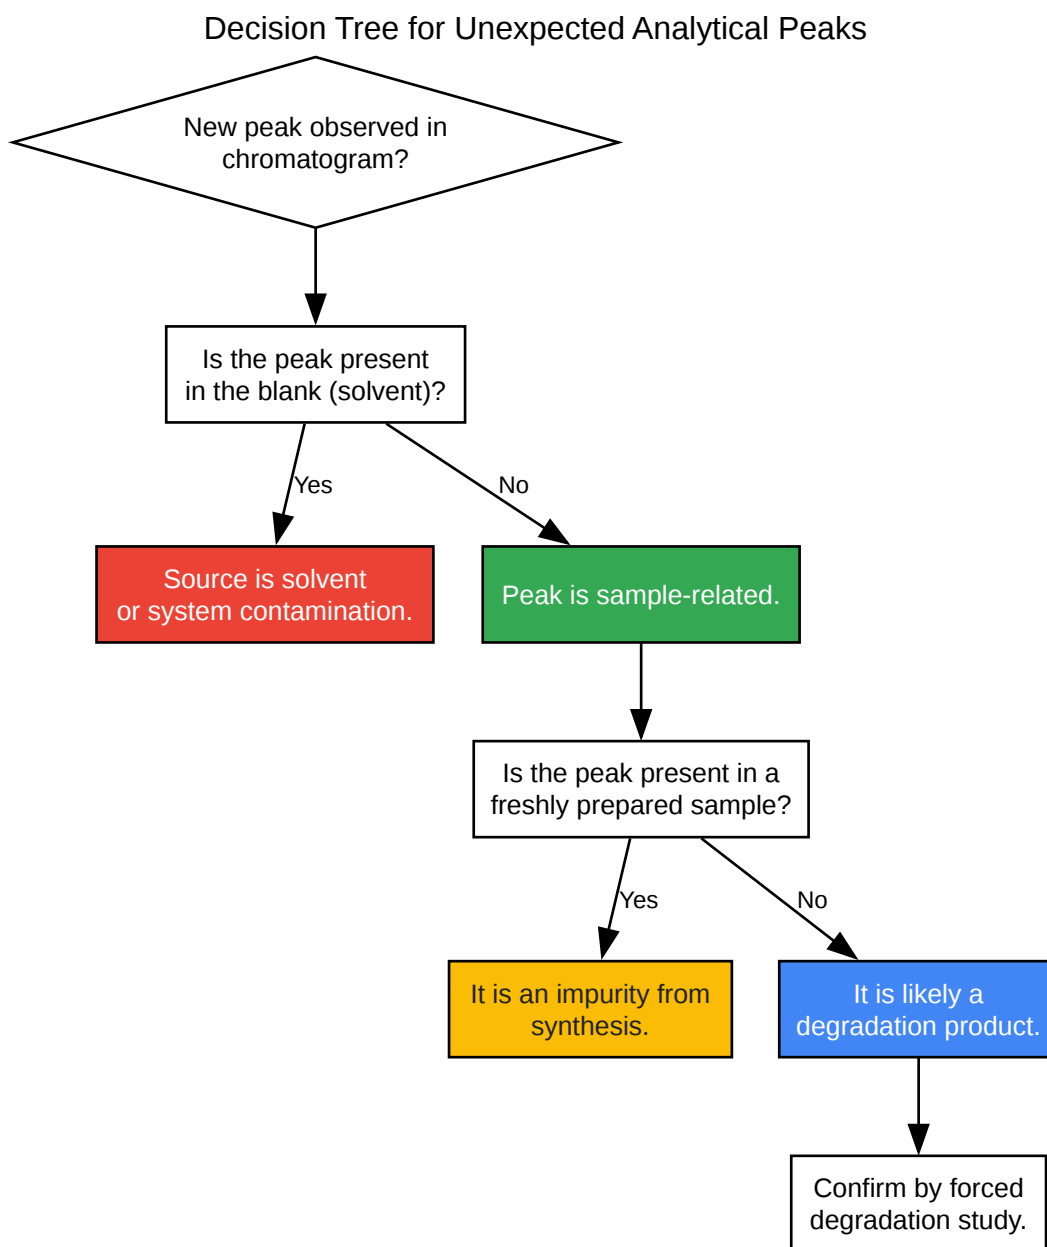 Decision Tree for Unexpected Analytical Peaks
New peak observed in
chromatogram?
Is the peak present
in the blank (solvent)?
Yes
No
Source is solvent
or system contamination.
Peak is sample-related.
Is the peak present in a
freshly prepared sample?
Yes
No
It is an impurity from
synthesis.
It is likely a
degradation product.
Confirm by forced
degradation study.